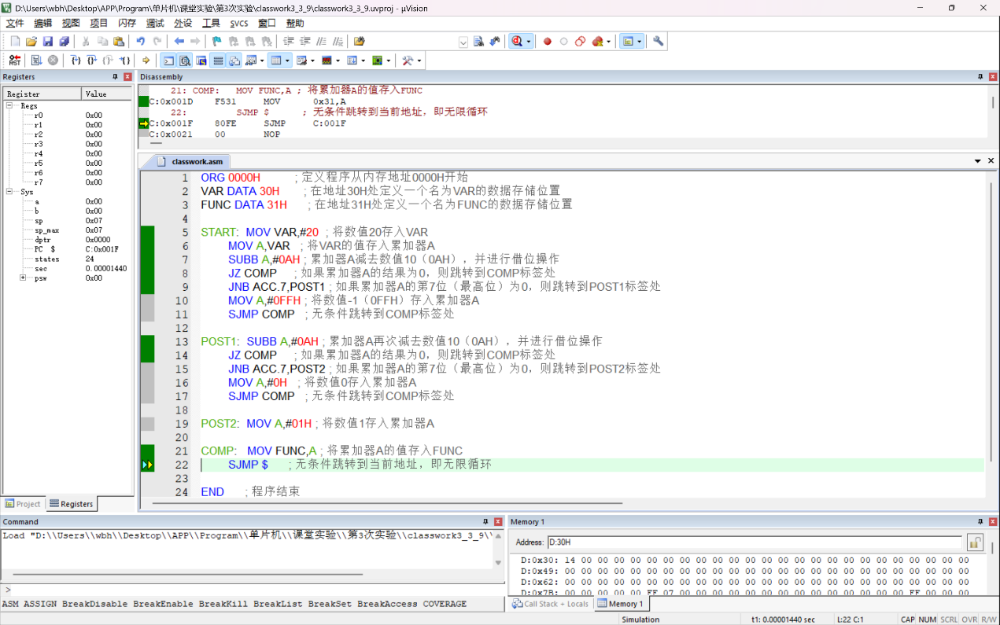 D:\Users\wbh\Desktop\APP\Program\单片机\课堂实验\第3次实验\classwork3_3_9\classwork3_3_9.uvproj - µVision
文件 编辑 视图 项目 闪存 调试 外设 工具 SVCS 窗口 帮助
RST
Registers
Register Value
Regs
r0 0x00
r1 0x00
r2 0x00
r3 0x00
r4 0x00
r5 0x00
r6 0x00
r7 0x00
Sys
a 0x00
b 0x00
sp 0x07
sp_max 0x07
dptr 0x0000
PC $ C:0x001F
states 24
sec 0.00001440
psw 0x00
Project Registers
Disassembly
21: COMP: MOV FUNC,A ; 将累加器A的值存入FUNC
C:0x001D F531 MOV 0x31,A
22: SJMP $ ; 无条件跳转到当前地址，即无限循环
C:0x001F 80FE SJMP C:001F
C:0x0021 00 NOP
classwork.asm
1 ORG 0000H ; 定义程序从内存地址0000H开始
2 VAR DATA 30H ; 在地址30H处定义一个名为VAR的数据存储位置
3 FUNC DATA 31H ; 在地址31H处定义一个名为FUNC的数据存储位置
4
5 START: MOV VAR,#20 ; 将数值20存入VAR
6 MOV A,VAR ; 将VAR的值存入累加器A
7 SUBB A,#0AH ; 累加器A减去数值10（0AH），并进行借位操作
8 JZ COMP ; 如果累加器A的结果为0，则跳转到COMP标签处
9 JNB ACC.7,POST1 ; 如果累加器A的第7位（最高位）为0，则跳转到POST1标签处
10 MOV A,#0FFH ; 将数值-1（0FFH）存入累加器A
11 SJMP COMP ; 无条件跳转到COMP标签处
12
13 POST1: SUBB A,#0AH ; 累加器A再次减去数值10（0AH），并进行借位操作
14 JZ COMP ; 如果累加器A的结果为0，则跳转到COMP标签处
15 JNB ACC.7,POST2 ; 如果累加器A的第7位（最高位）为0，则跳转到POST2标签处
16 MOV A,#0H ; 将数值0存入累加器A
17 SJMP COMP ; 无条件跳转到COMP标签处
18
19 POST2: MOV A,#01H ; 将数值1存入累加器A
20
21 COMP: MOV FUNC,A ; 将累加器A的值存入FUNC
22 SJMP $ ; 无条件跳转到当前地址，即无限循环
23
24 END ; 程序结束
Command
Load "D:\\Users\\wbh\\Desktop\\APP\\Program\\单片机\\课堂实验\\第3次实验\\classwork3_3_9\\
>
ASM ASSIGN BreakDisable BreakEnable BreakKill BreakList BreakSet BreakAccess COVERAGE
Memory 1
Address: D:30H
D:0x30: 14 00 00 00 00 00 00 00 00 00 00 00 00 00 00 00 00 00 00 00 00 00 00 00 00
D:0x49: 00 00 00 00 00 00 00 00 00 00 00 00 00 00 00 00 00 00 00 00 00 00 00 00 00
D:0x62: 00 00 00 00 00 00 00 00 00 00 00 00 00 00 00 00 00 00 00 00 00 00 00 00 00
D:0x7B: 00 00 00 00 00 FF 07 00 00 00 00 00 00 00 00 00 00 00 00 00 00 FF 00 00 00
Call Stack + Locals Memory 1
Simulation t1: 0.00001440 sec L:22 C:1 CAP NUM SCRL OVR R/W